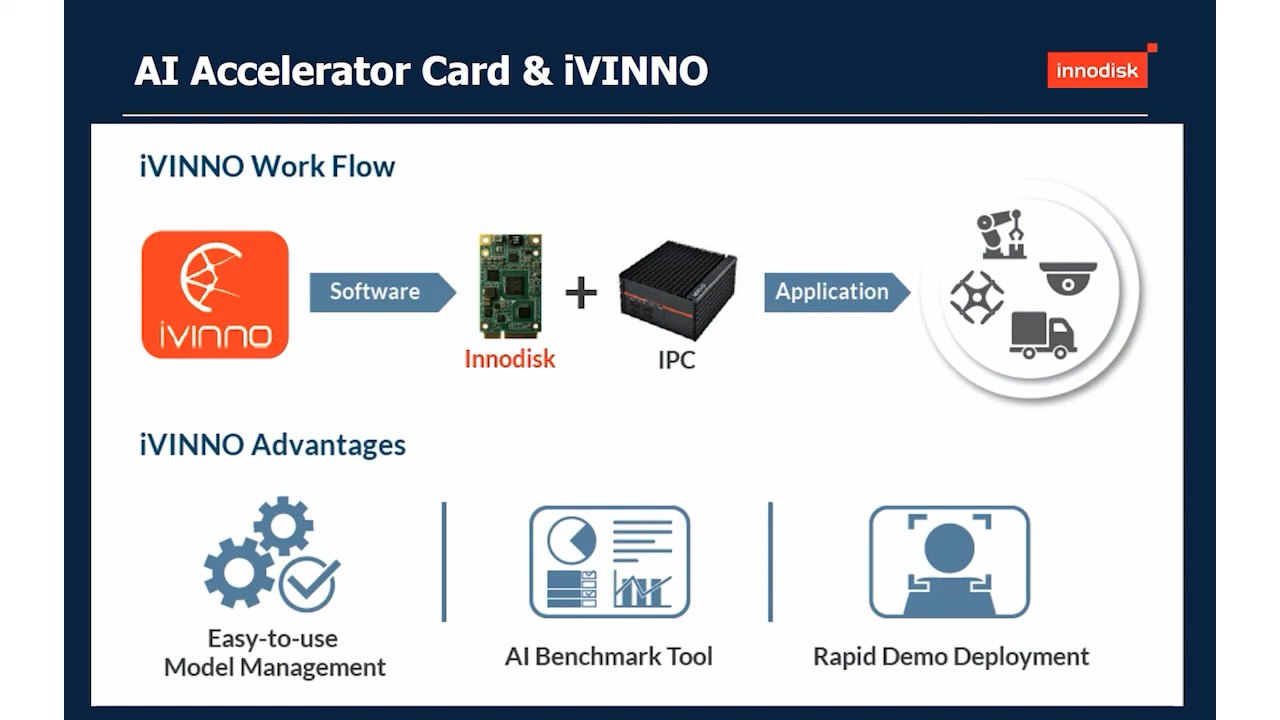 AI Accelerator Card & iVINNO
innodisk
iVINNO Work Flow
iVINNO
Software
Innodisk
IPC
Application
iVINNO Advantages
Easy-to-use
Model Management
AI Benchmark Tool
Rapid Demo Deployment